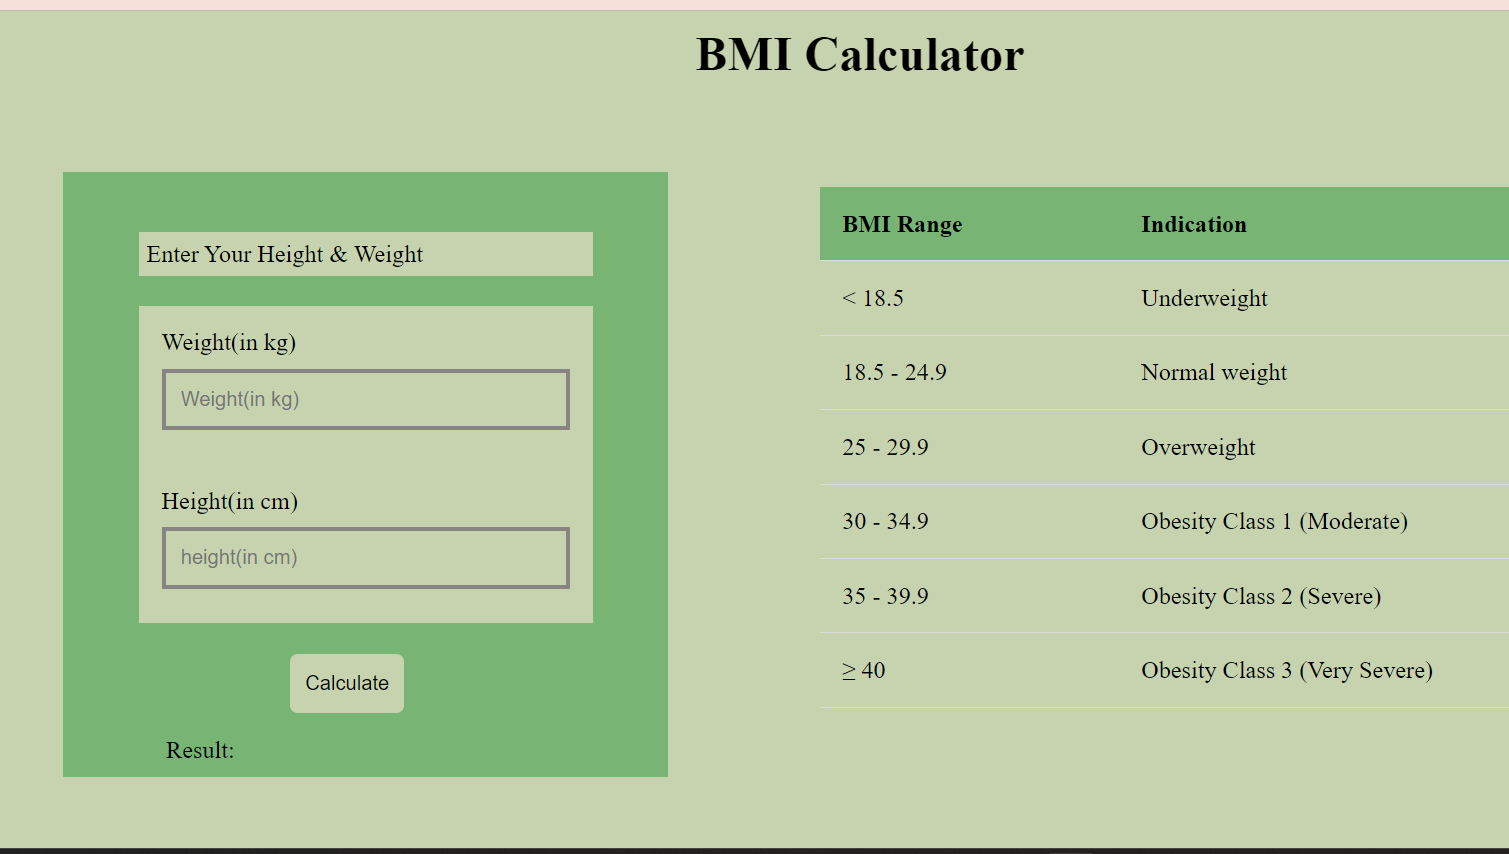 BMI Calculator
Enter Your Height & Weight
Weight(in kg)
Weight(in kg)
Height(in cm)
height(in cm)
Calculate
Result:
BMI Range Indication
< 18.5 Underweight
18.5 - 24.9 Normal weight
25 - 29.9 Overweight
30 - 34.9 Obesity Class 1 (Moderate)
35 - 39.9 Obesity Class 2 (Severe)
≥ 40 Obesity Class 3 (Very Severe)